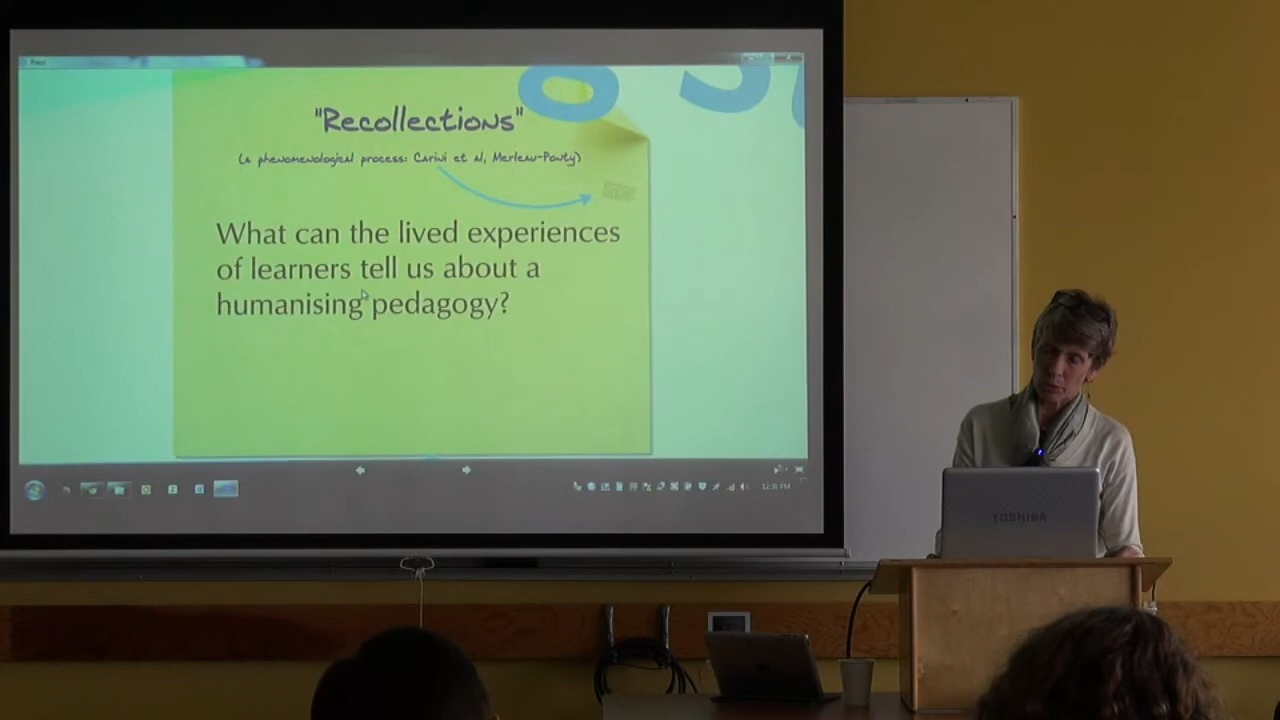 Prezi
"Recollections"
(A phenomenological process: Carini et al, Merleau-Ponty)
What can the lived experiences
of learners tell us about a
humanising pedagogy?
TOSHIBA